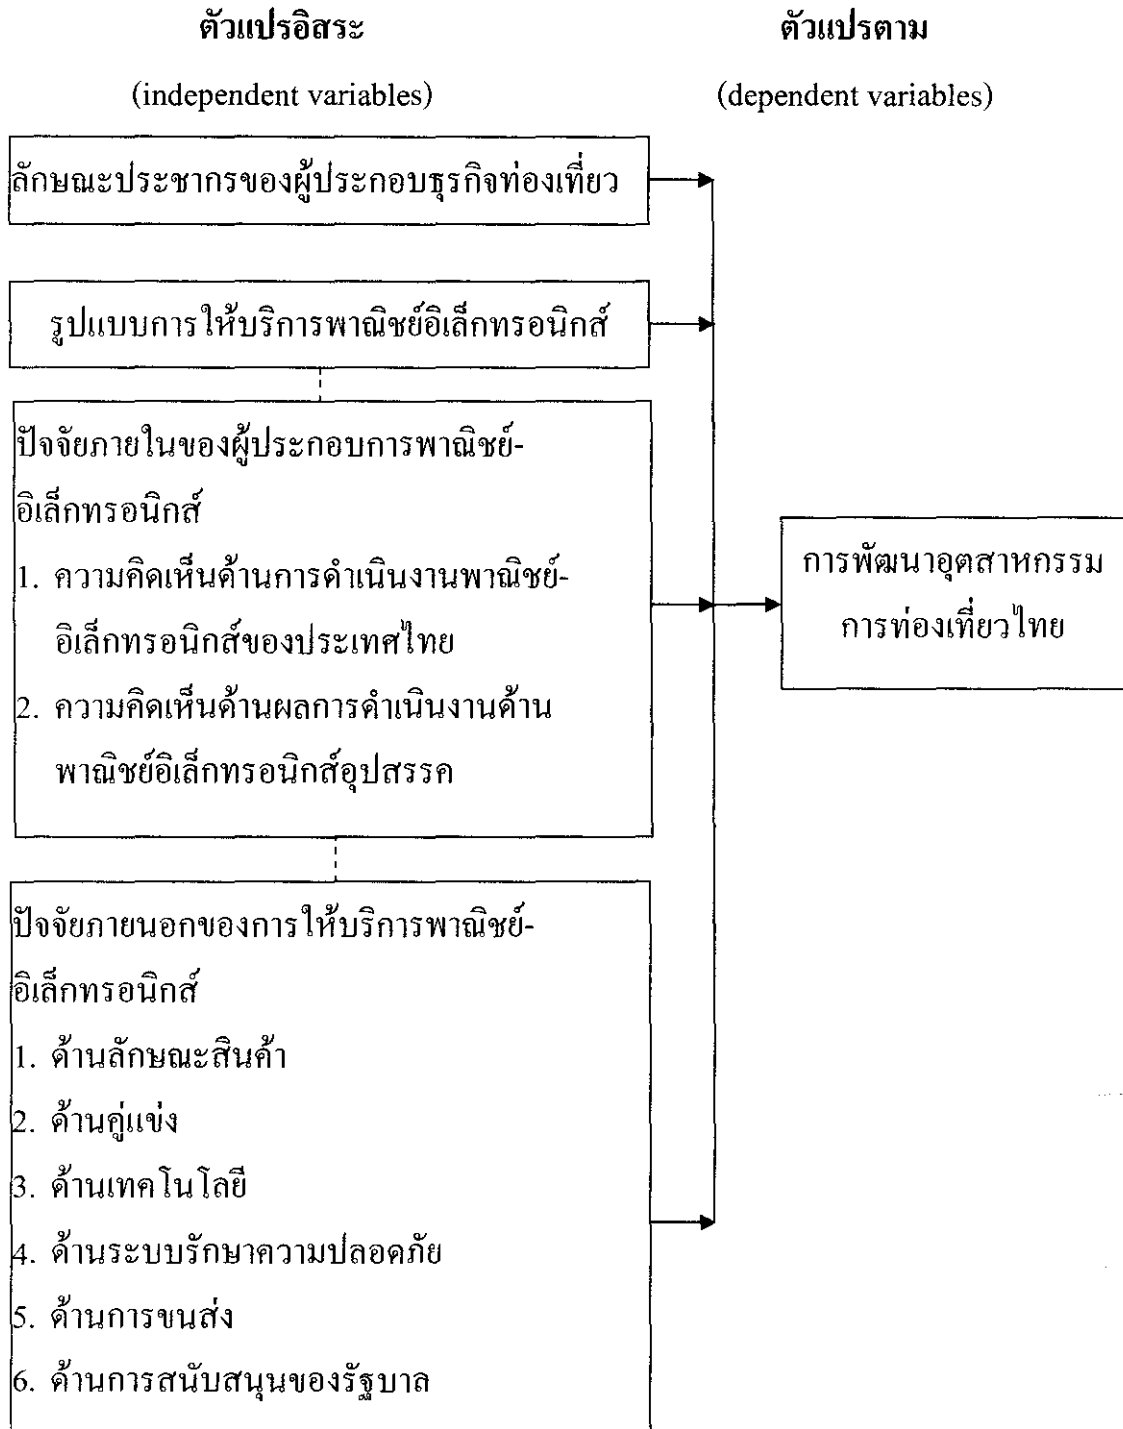 ตัวแปรอิสระ
(independent variables)
ตัวแปรตาม
(dependent variables)
ลักษณะประชากรของผู้ประกอบธุรกิจท่องเที่ยว
รูปแบบการให้บริการพาณิชย์อิเล็กทรอนิกส์
ปัจจัยภายในของผู้ประกอบการพาณิชย์-
อิเล็กทรอนิกส์
1. ความคิดเห็นด้านการดำเนินงานพาณิชย์-
อิเล็กทรอนิกส์ของประเทศไทย
2. ความคิดเห็นด้านผลการดำเนินงานด้าน
พาณิชย์อิเล็กทรอนิกส์อุปสรรค
การพัฒนาอุตสาหกรรม
การท่องเที่ยวไทย
ปัจจัยภายนอกของการให้บริการพาณิชย์-
อิเล็กทรอนิกส์
1. ด้านลักษณะสินค้า
2. ด้านคู่แข่ง
3. ด้านเทคโนโลยี
4. ด้านระบบรักษาความปลอดภัย
5. ด้านการขนส่ง
6. ด้านการสนับสนุนของรัฐบาล